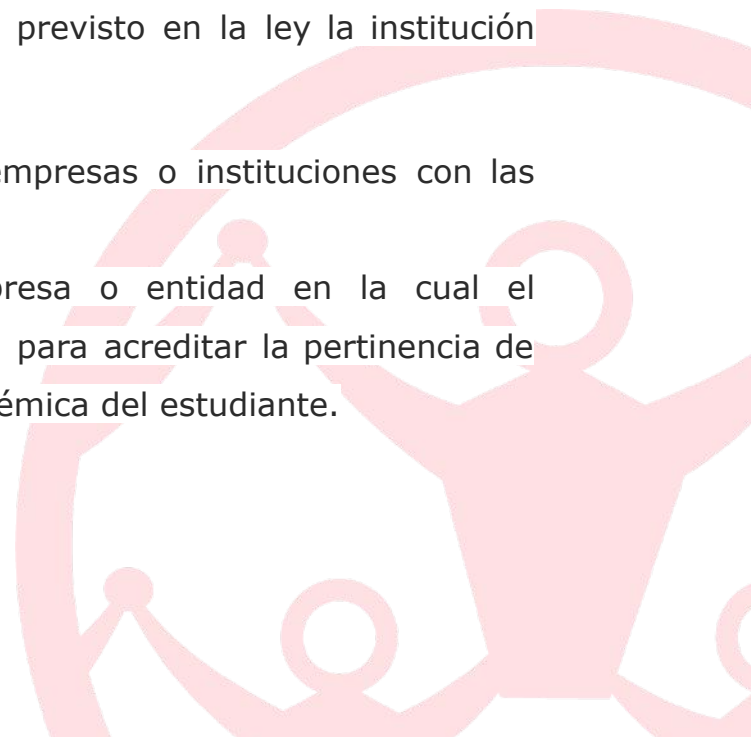 previsto en la ley la institución
empresas o instituciones con las
resa o entidad en la cual el
para acreditar la pertinencia de
émica del estudiante.